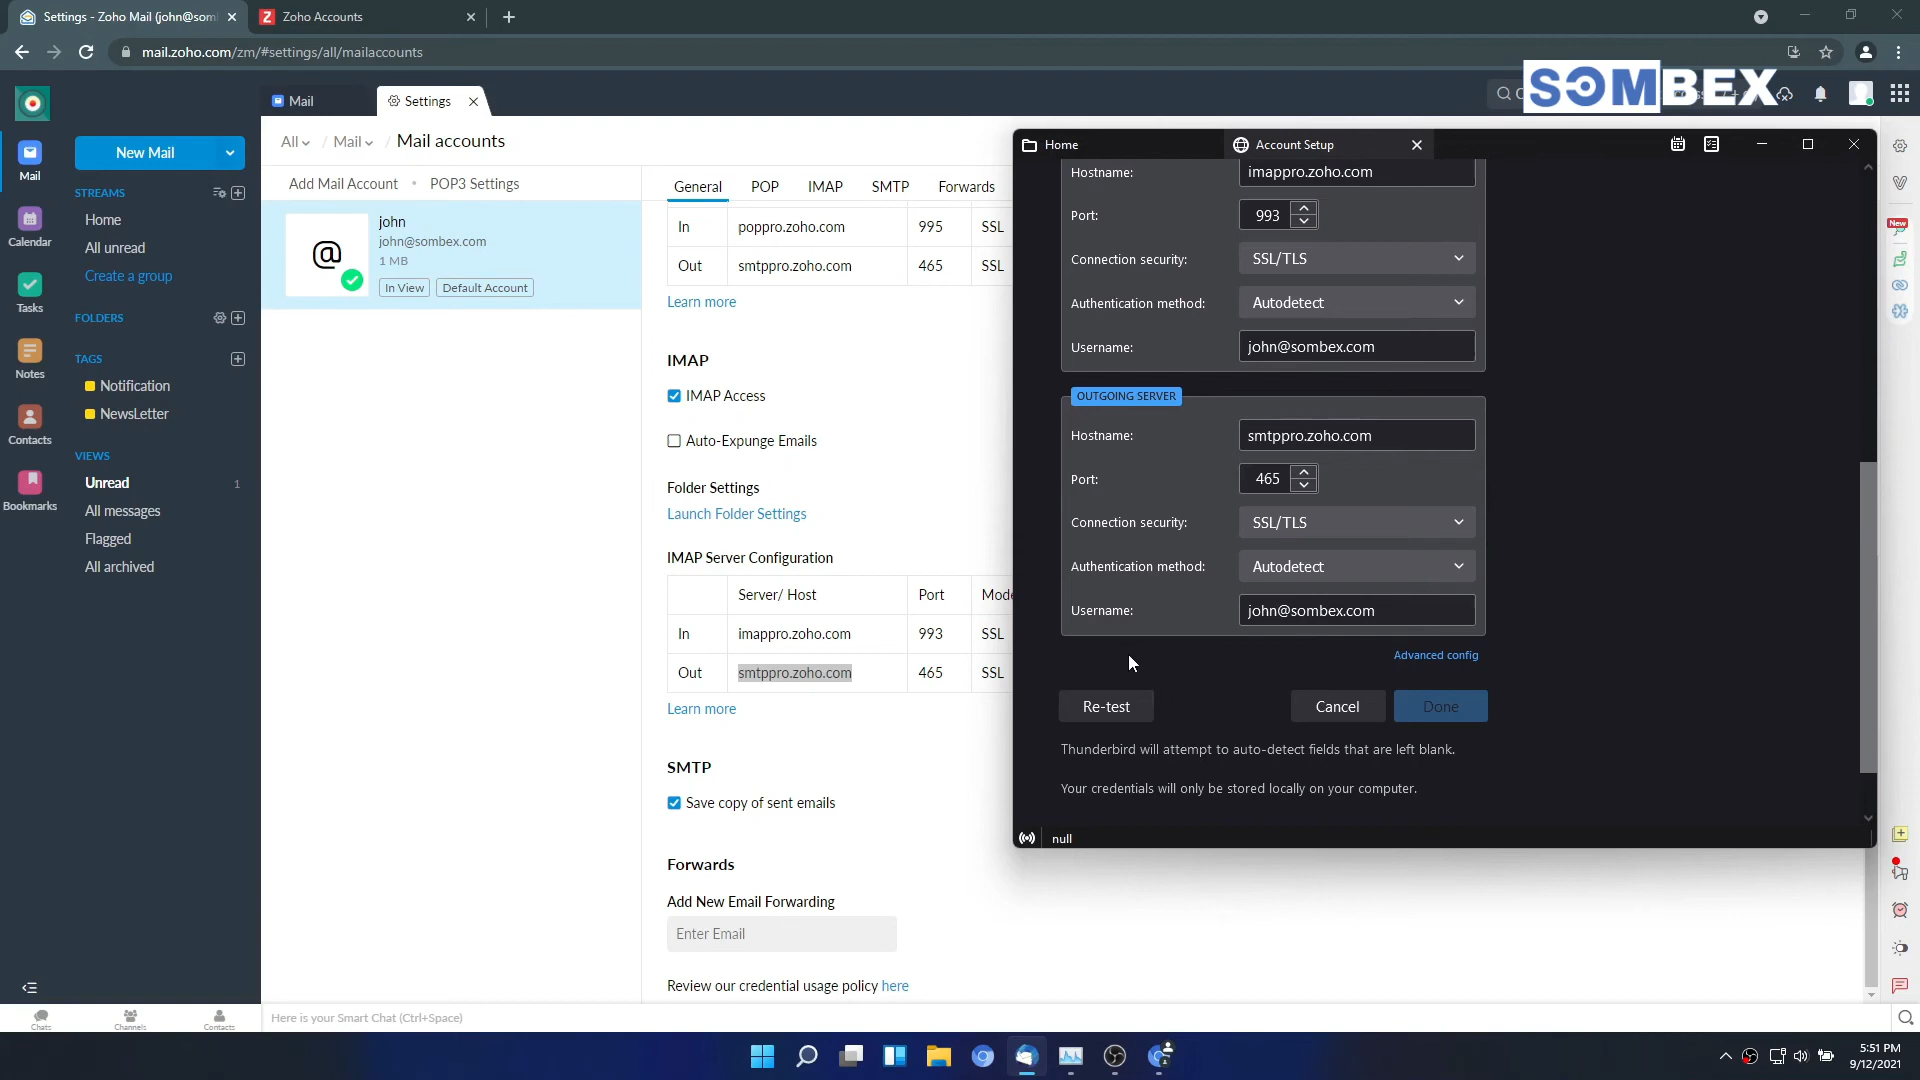 Settings - Zoho Mail (john@som
Zoho Accounts
mail.zoho.com/zm/#settings/all/mailaccounts
SOMBEX
Mail
Settings
Mail
New Mail
STREAMS
Home
All unread
Create a group
FOLDERS
TAGS
Notification
NewsLetter
VIEWS
Unread 1
All messages
Flagged
All archived
Calendar
Tasks
Notes
Contacts
Bookmarks
Chats
Channels
Contacts
All / Mail / Mail accounts
Add Mail Account • POP3 Settings
john
john@sombex.com
1 MB
In View
Default Account
General POP IMAP SMTP Forwards
In poppro.zoho.com 995 SSL
Out smtppro.zoho.com 465 SSL
Learn more
IMAP
IMAP Access
Auto-Expunge Emails
Folder Settings
Launch Folder Settings
IMAP Server Configuration
Server/ Host Port Mode
In imappro.zoho.com 993 SSL
Out smtppro.zoho.com 465 SSL
Learn more
SMTP
Save copy of sent emails
Forwards
Add New Email Forwarding
Enter Email
Review our credential usage policy here
Here is your Smart Chat (Ctrl+Space)
Home
Account Setup
Hostname: imappro.zoho.com
Port: 993
Connection security: SSL/TLS
Authentication method: Autodetect
Username: john@sombex.com
OUTGOING SERVER
Hostname: smtppro.zoho.com
Port: 465
Connection security: SSL/TLS
Authentication method: Autodetect
Username: john@sombex.com
Advanced config
Re-test
Cancel
Done
Thunderbird will attempt to auto-detect fields that are left blank.
Your credentials will only be stored locally on your computer.
null
New
5:51 PM
9/12/2021